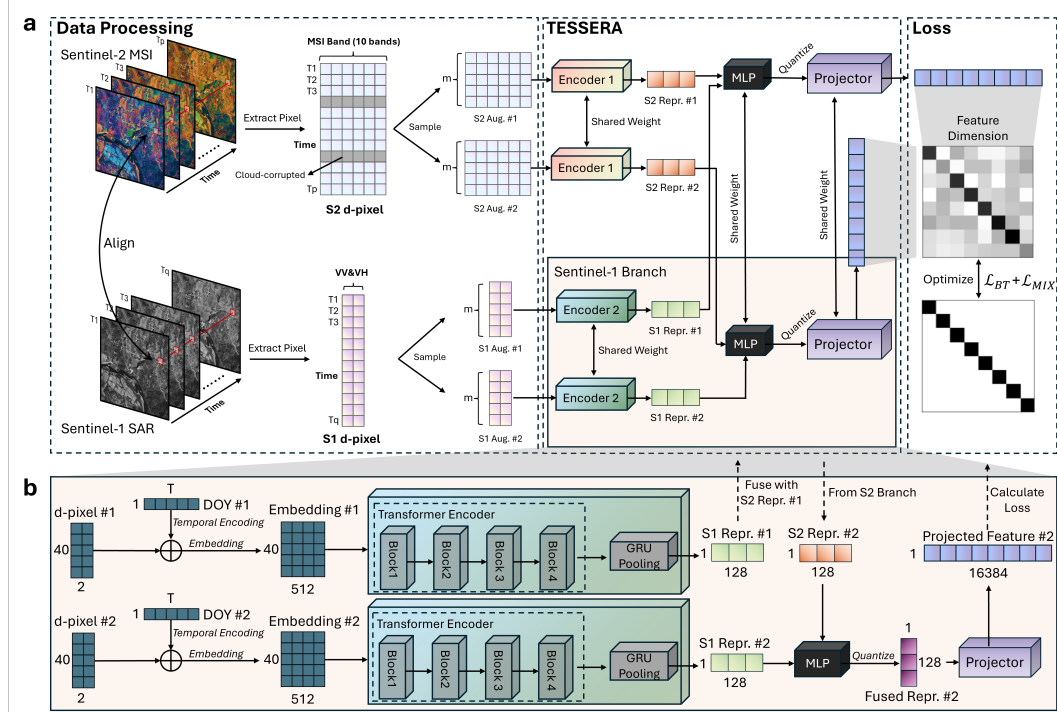 a
Data Processing
Sentinel-2 MSI
Tp
T3
T2
T1
Time
Extract Pixel
MSI Band (10 bands)
T1
T2
T3
Time
Tp
Cloud-corrupted
S2 d-pixel
Sample
m
S2 Aug. #1
m
S2 Aug. #2
Align
Tq
T3
T2
T1
Time
Sentinel-1 SAR
Extract Pixel
VV&VH
T1
T2
T3
Time
Tq
S1 d-pixel
Sample
m
S1 Aug. #1
m
S1 Aug. #2
TESSERA
Encoder 1
S2 Repr. #1
Shared Weight
Encoder 1
S2 Repr. #2
MLP
Quantize
Projector
Shared Weight
Shared Weight
Sentinel-1 Branch
Encoder 2
S1 Repr. #1
Shared Weight
Encoder 2
S1 Repr. #2
MLP
Quantize
Projector
Loss
Feature
Dimension
Optimize
ℒ_BT+ℒ_MIX
b
d-pixel #1
40
2
T
1
DOY #1
Temporal Encoding
Embedding
Embedding #1
40
512
Transformer Encoder
Block1
Block2
Block 3
Block 4
GRU
Pooling
Fuse with
S2 Repr. #1
S1 Repr. #1
1
128
From S2 Branch
S2 Repr. #2
1
128
Calculate
Loss
Projected Feature #2
1
16384
d-pixel #2
40
2
T
1
DOY #2
Temporal Encoding
Embedding
Embedding #2
40
512
Transformer Encoder
Block1
Block2
Block 3
Block 4
GRU
Pooling
S1 Repr. #2
1
128
MLP
Quantize
1
128
Fused Repr. #2
Projector